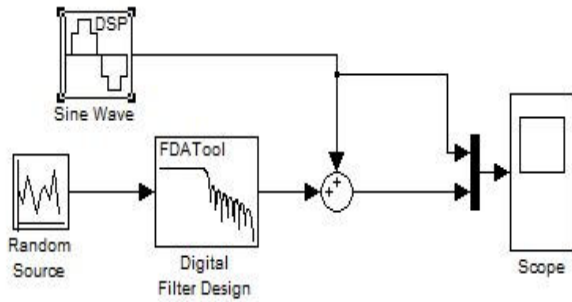 DSP
Sine Wave
FDATool
Random
Source
Digital
Filter Design
+
+
Scope